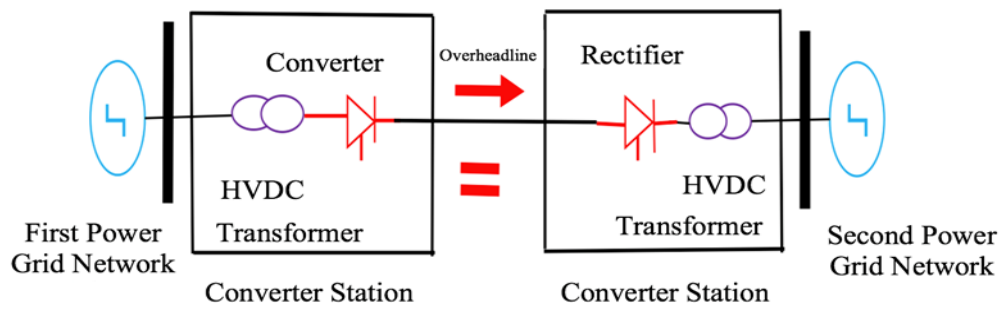 Converter
Overheadline
Rectifier
HVDC
Transformer
HVDC
Transformer
First Power
Grid Network
Second Power
Grid Network
Converter Station
Converter Station